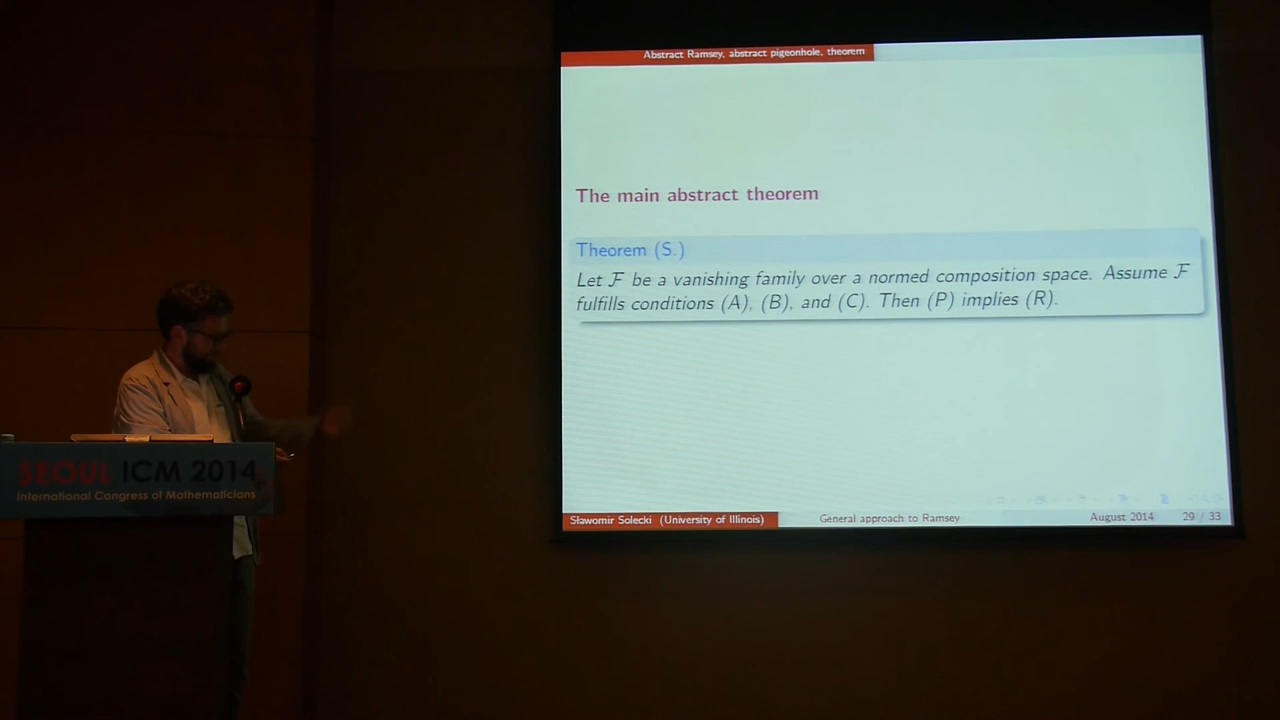 Abstract Ramsey, abstract pigeonhole, theorem
The main abstract theorem
Theorem (S.)
Let F be a vanishing family over a normed composition space. Assume F
fulfills conditions (A), (B), and (C). Then (P) implies (R).
Sławomir Solecki (University of Illinois) General approach to Ramsey August 2014 29 / 33
SEOUL ICM 2014
International Congress of Mathematicians